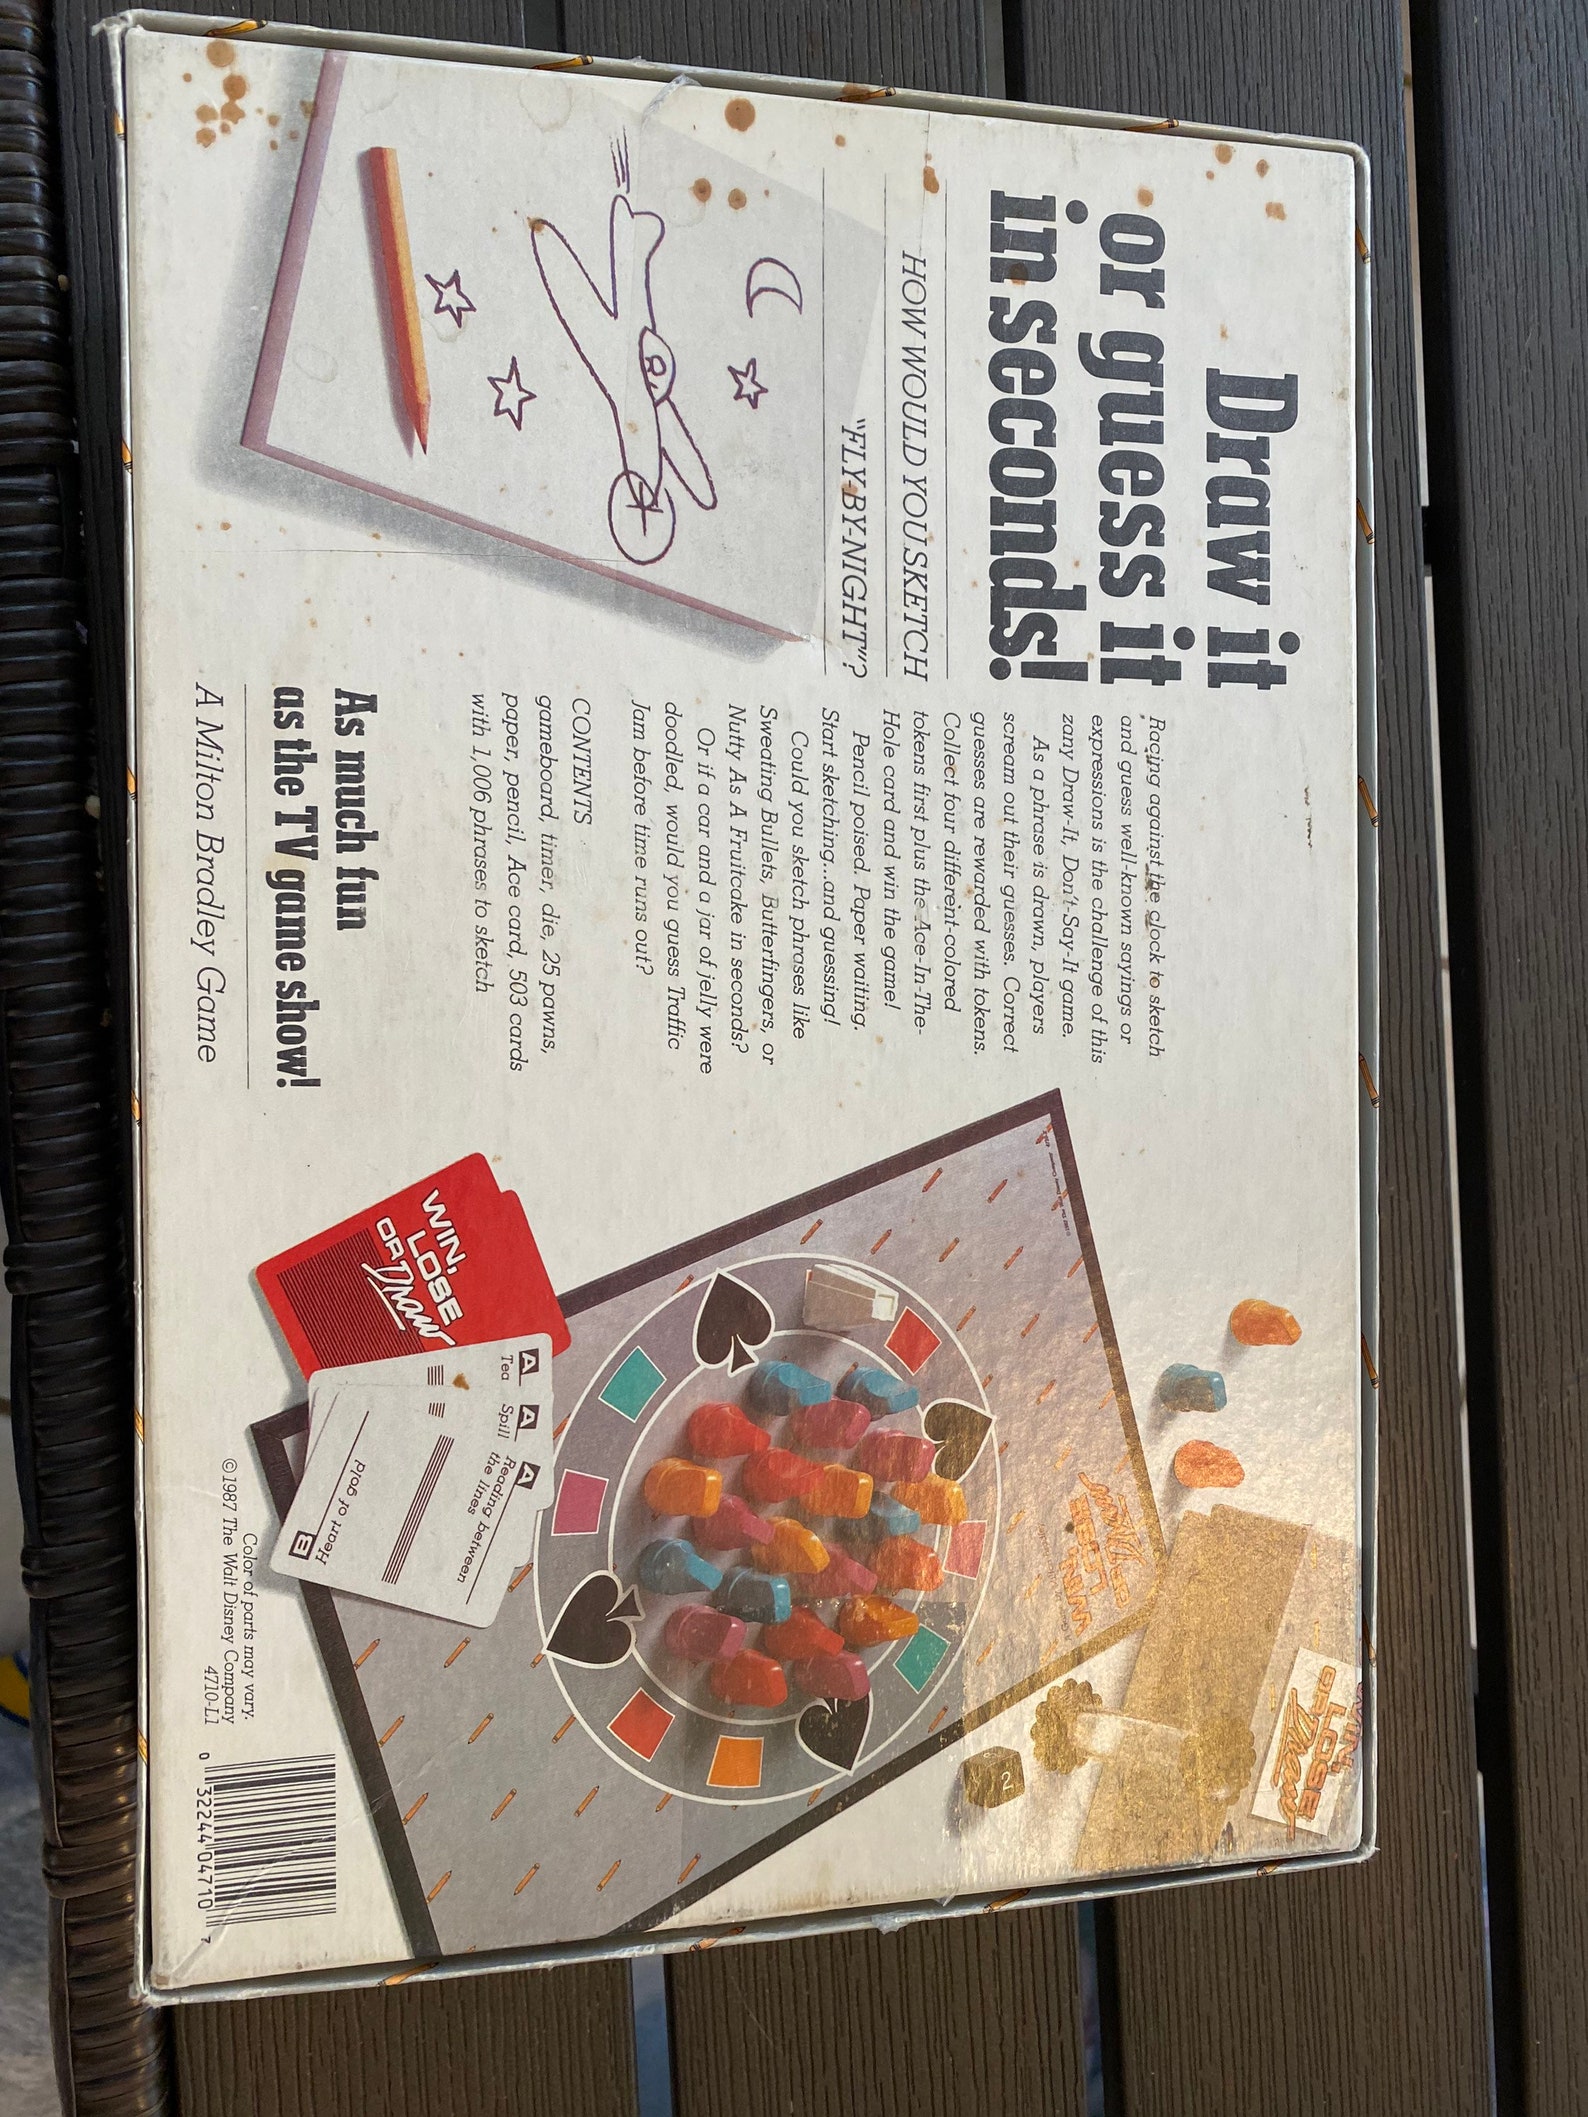 Draw it
or guess it
in seconds!
HOW WOULD YOU SKETCH
"FLY-BY-NIGHT"?
Racing against the clock to sketch
and guess well-known sayings or
expressions is the challenge of this
zany Draw-It, Don't-Say-It game.
As a phrase is drawn, players
scream out their guesses. Correct
guesses are rewarded with tokens.
Collect four different-colored
tokens first plus the Ace-In-The-
Hole card and win the game!
Pencil poised. Paper waiting.
Start sketching...and guessing!
Could you sketch phrases like
Sweating Bullets, Butterfingers, or
Nutty As A Fruitcake in seconds?
Or if a car and a jar of jelly were
doodled, would you guess Traffic
Jam before time runs out?
CONTENTS
gameboard, timer, die, 25 pawns,
paper, pencil, Ace card, 503 cards
with 1,006 phrases to sketch
As much fun
as the TV game show!
A Milton Bradley Game
WIN,
LOSE
OR Draw
WIN,
LOSE
OR Draw
2
WIN,
LOSE
OR Draw
A
Tea
A
Spill
A
Reading between
the lines
Heart of gold
B
Color of parts may vary.
©1987 The Walt Disney Company
4710-L1
0 32244 04710 7